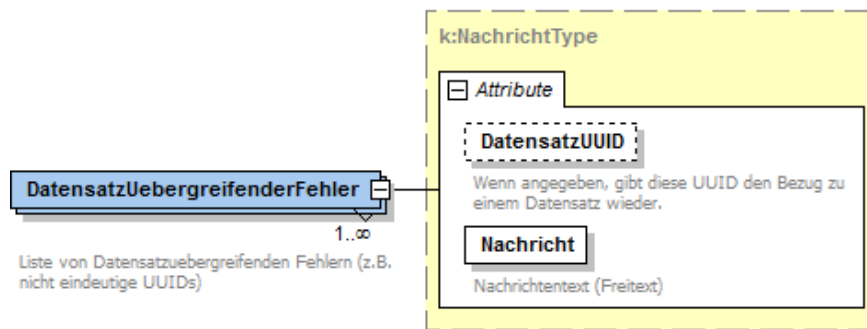 k:NachrichtType
Attribute
DatensatzUUID
Wenn angegeben, gibt diese UUID den Bezug zu
einem Datensatz wieder.
DatensatzUebergreifenderFehler
1..∞
Liste von Datensatzuebergreifenden Fehlern (z.B.
nicht eindeutige UUIDs)
Nachricht
Nachrichtentext (Freitext)